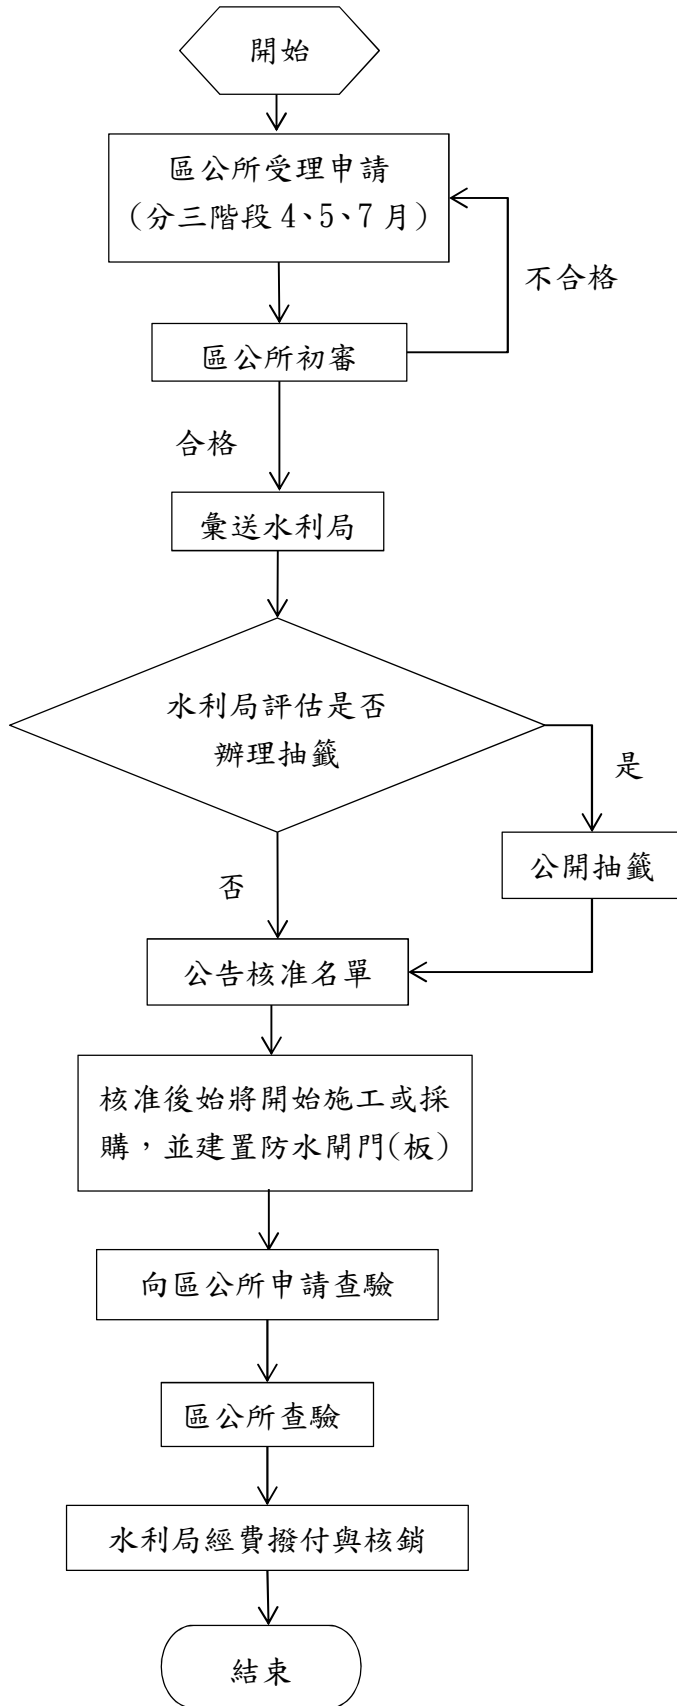 開始
區公所受理申請
(分三階段 4、5、7 月)
不合格
區公所初審
合格
彙送水利局
水利局評估是否
辦理抽籤
是
公開抽籤
否
公告核准名單
核准後始將開始施工或採
購，並建置防水閘門(板)
向區公所申請查驗
區公所查驗
水利局經費撥付與核銷
結束